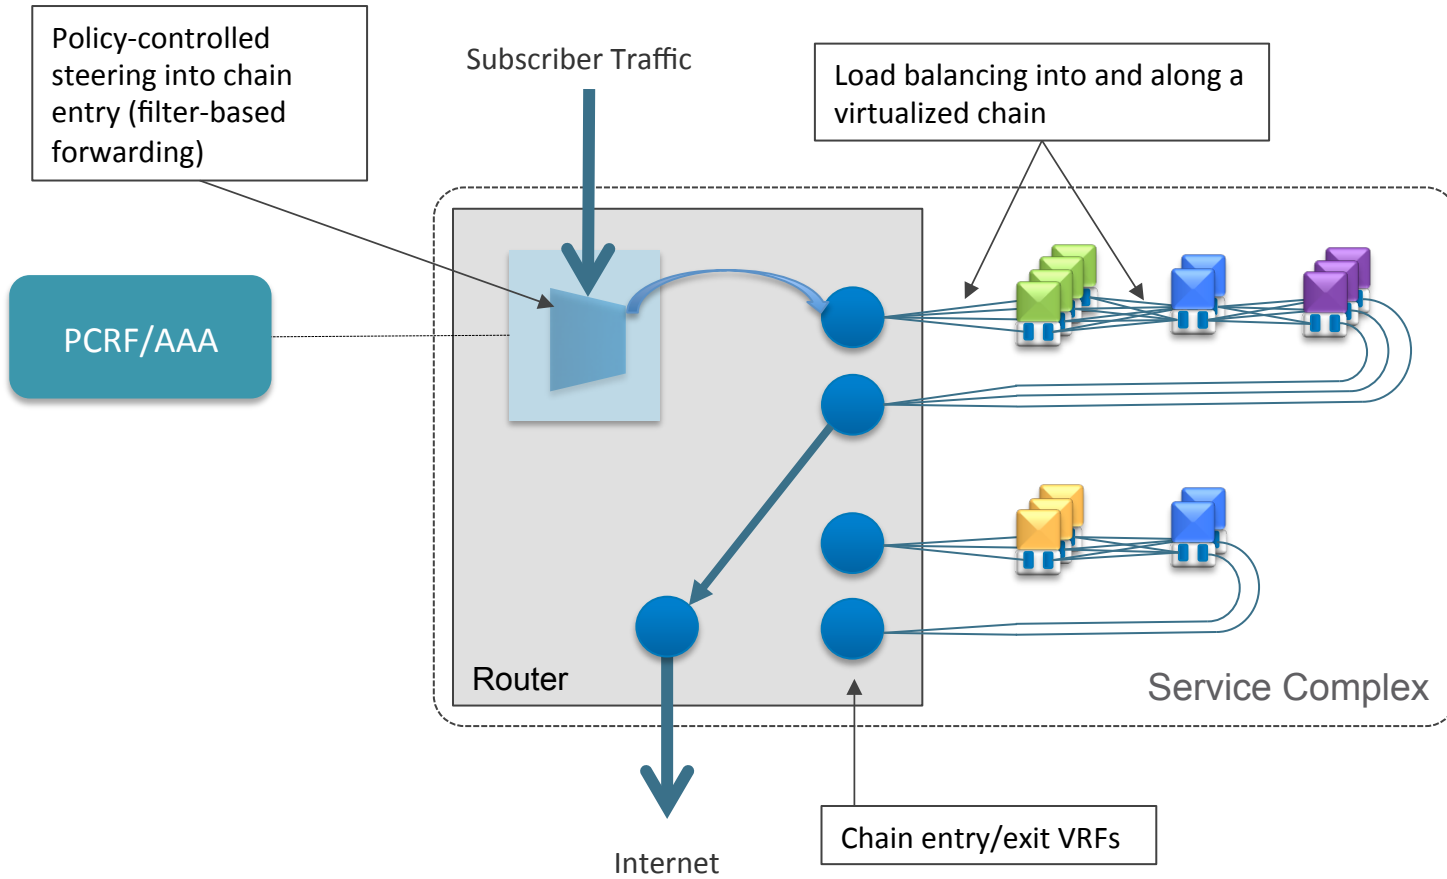 Policy-controlled
steering into chain
entry (filter-based
forwarding)
Subscriber Traffic
Load balancing into and along a
virtualized chain
PCRF/AAA
Router
Service Complex
Chain entry/exit VRFs
Internet